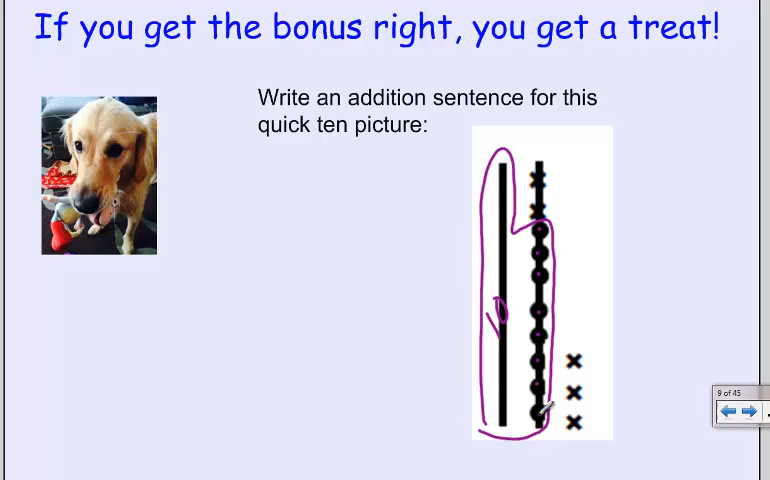 If you get the bonus right, you get a treat!
Write an addition sentence for this
quick ten picture:
10
9 of 45